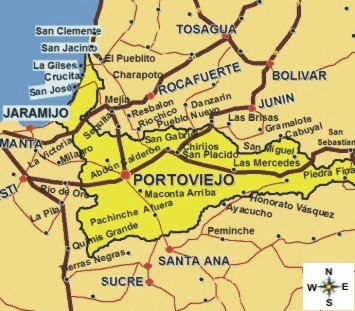 San Clemente
San Jacinto
La Gilses
Crucita
San José
El Pueblito
Charapoto
TOSAGUA
ROCAFUERTE
BOLIVAR
JUNIN
JARAMIJO
MANTA
Mejia
Resbalon
Riochico
Pueblo Nuevo
Danzarin
Las Brisas
Gramalote
Cabuyal
San
Sebastian
La Victoria
Milagro
Abdón Calderón
San Gabriel
Chirijos
San Placido
San Miguel
Las Mercedes
Piedra Fina
Rio de Oro
La Pila
PORTOVIEJO
Maconta Arriba
Pachinche Afuera
Quimis Grande
Tierras Negras
Ayacucho
Honorato Vásquez
Peminche
SANTA ANA
SUCRE
N
W E
S